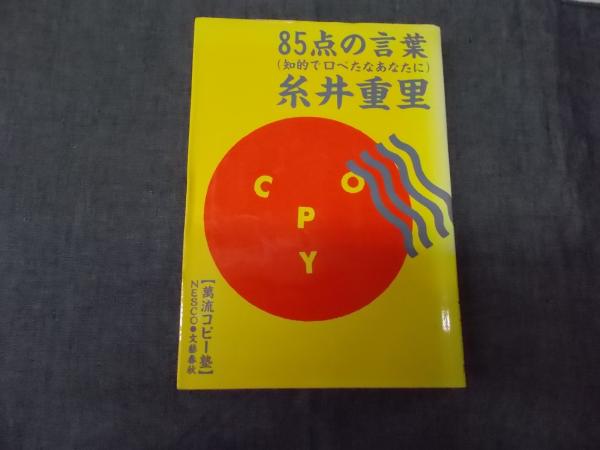 85点の言葉
(知的で口べたなあなたに)
糸井重里
C O
P
Y
【萬流コピー塾】
NESCO●文藝春秋